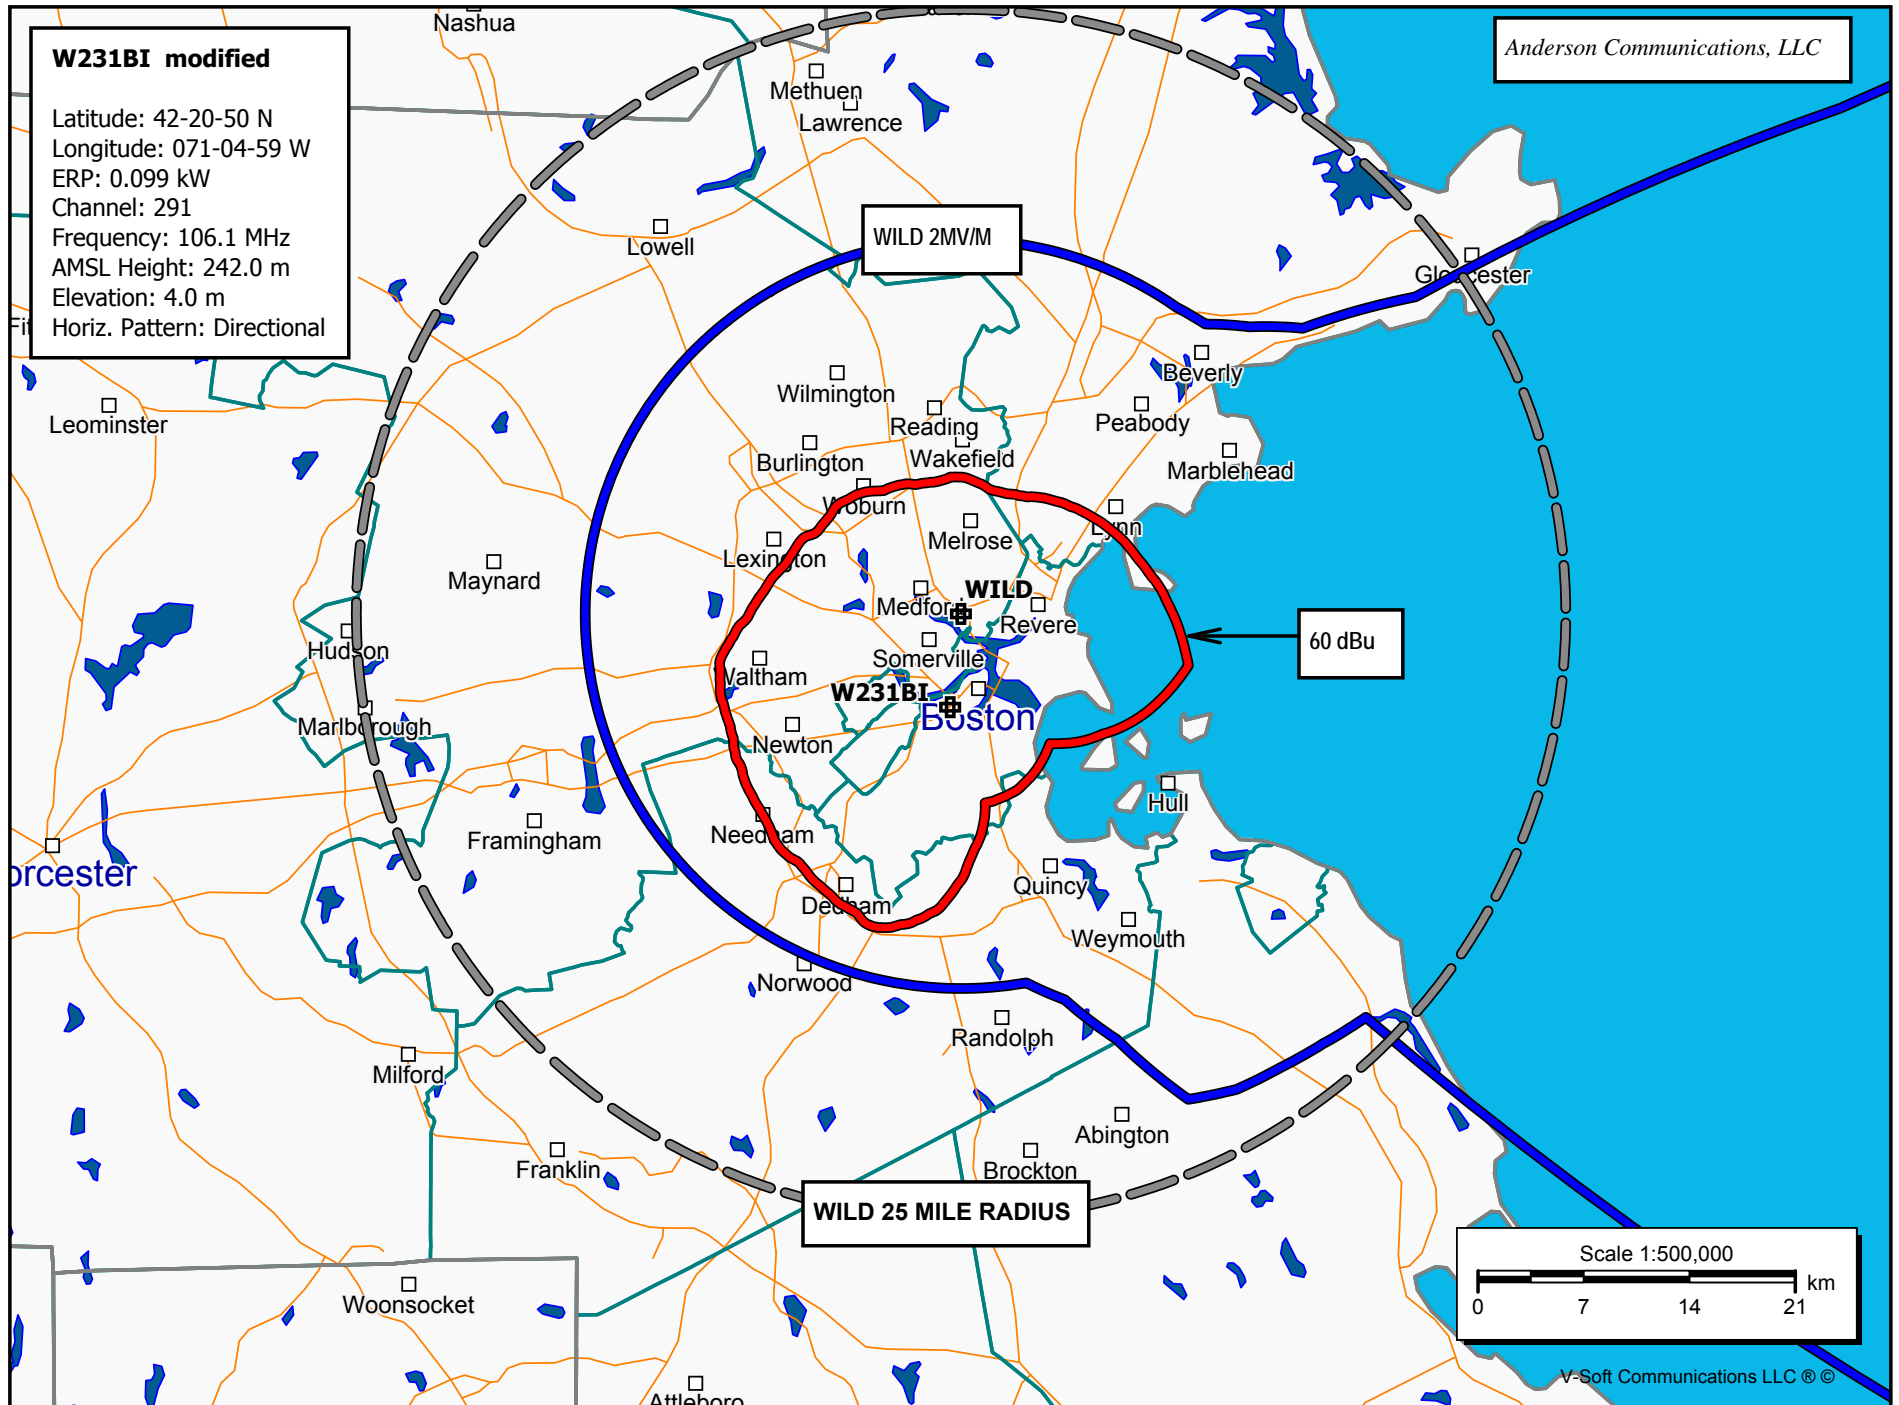 Nashua
W231BI modified
Latitude: 42-20-50 N
Longitude: 071-04-59 W
ERP: 0.099 kW
Channel: 291
Frequency: 106.1 MHz
AMSL Height: 242.0 m
Elevation: 4.0 m
Horiz. Pattern: Directional
Anderson Communications, LLC
Methuen
Lawrence
Lowell
WILD 2MV/M
Gloucester
Fit
Leominster
Wilmington
Beverly
Reading
Peabody
Burlington
Wakefield
Marblehead
Woburn
Lynn
Melrose
Lexington
Maynard
WILD
Medford
Revere
60 dBu
Hudson
Somerville
Waltham
W231BI
Boston
Marlborough
Newton
Hull
Framingham
Needham
orcester
Quincy
Dedham
Weymouth
Norwood
Randolph
Milford
Abington
Franklin
Brockton
WILD 25 MILE RADIUS
Scale 1:500,000
km
0 7 14 21
Woonsocket
V-Soft Communications LLC ® ©
Attleboro